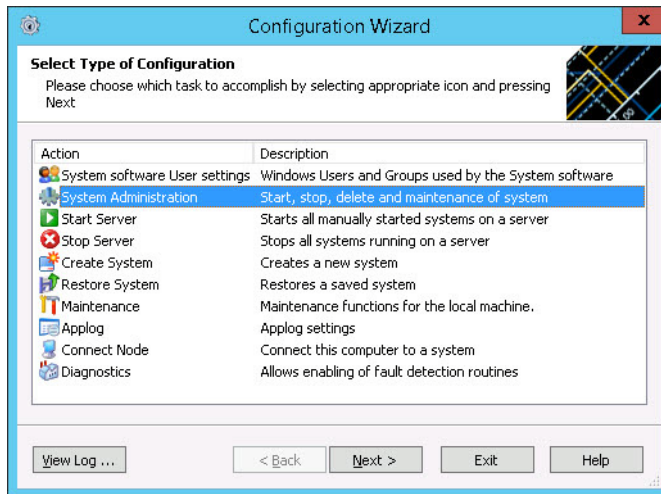 Configuration Wizard
x
Select Type of Configuration
Please choose which task to accomplish by selecting appropriate icon and pressing
Next
Action Description
System software User settings Windows Users and Groups used by the System software
System Administration Start, stop, delete and maintenance of system
Start Server Starts all manually started systems on a server
Stop Server Stops all systems running on a server
Create System Creates a new system
Restore System Restores a saved system
Maintenance Maintenance functions for the local machine.
Applog Applog settings
Connect Node Connect this computer to a system
Diagnostics Allows enabling of fault detection routines
View Log ... < Back Next > Exit Help